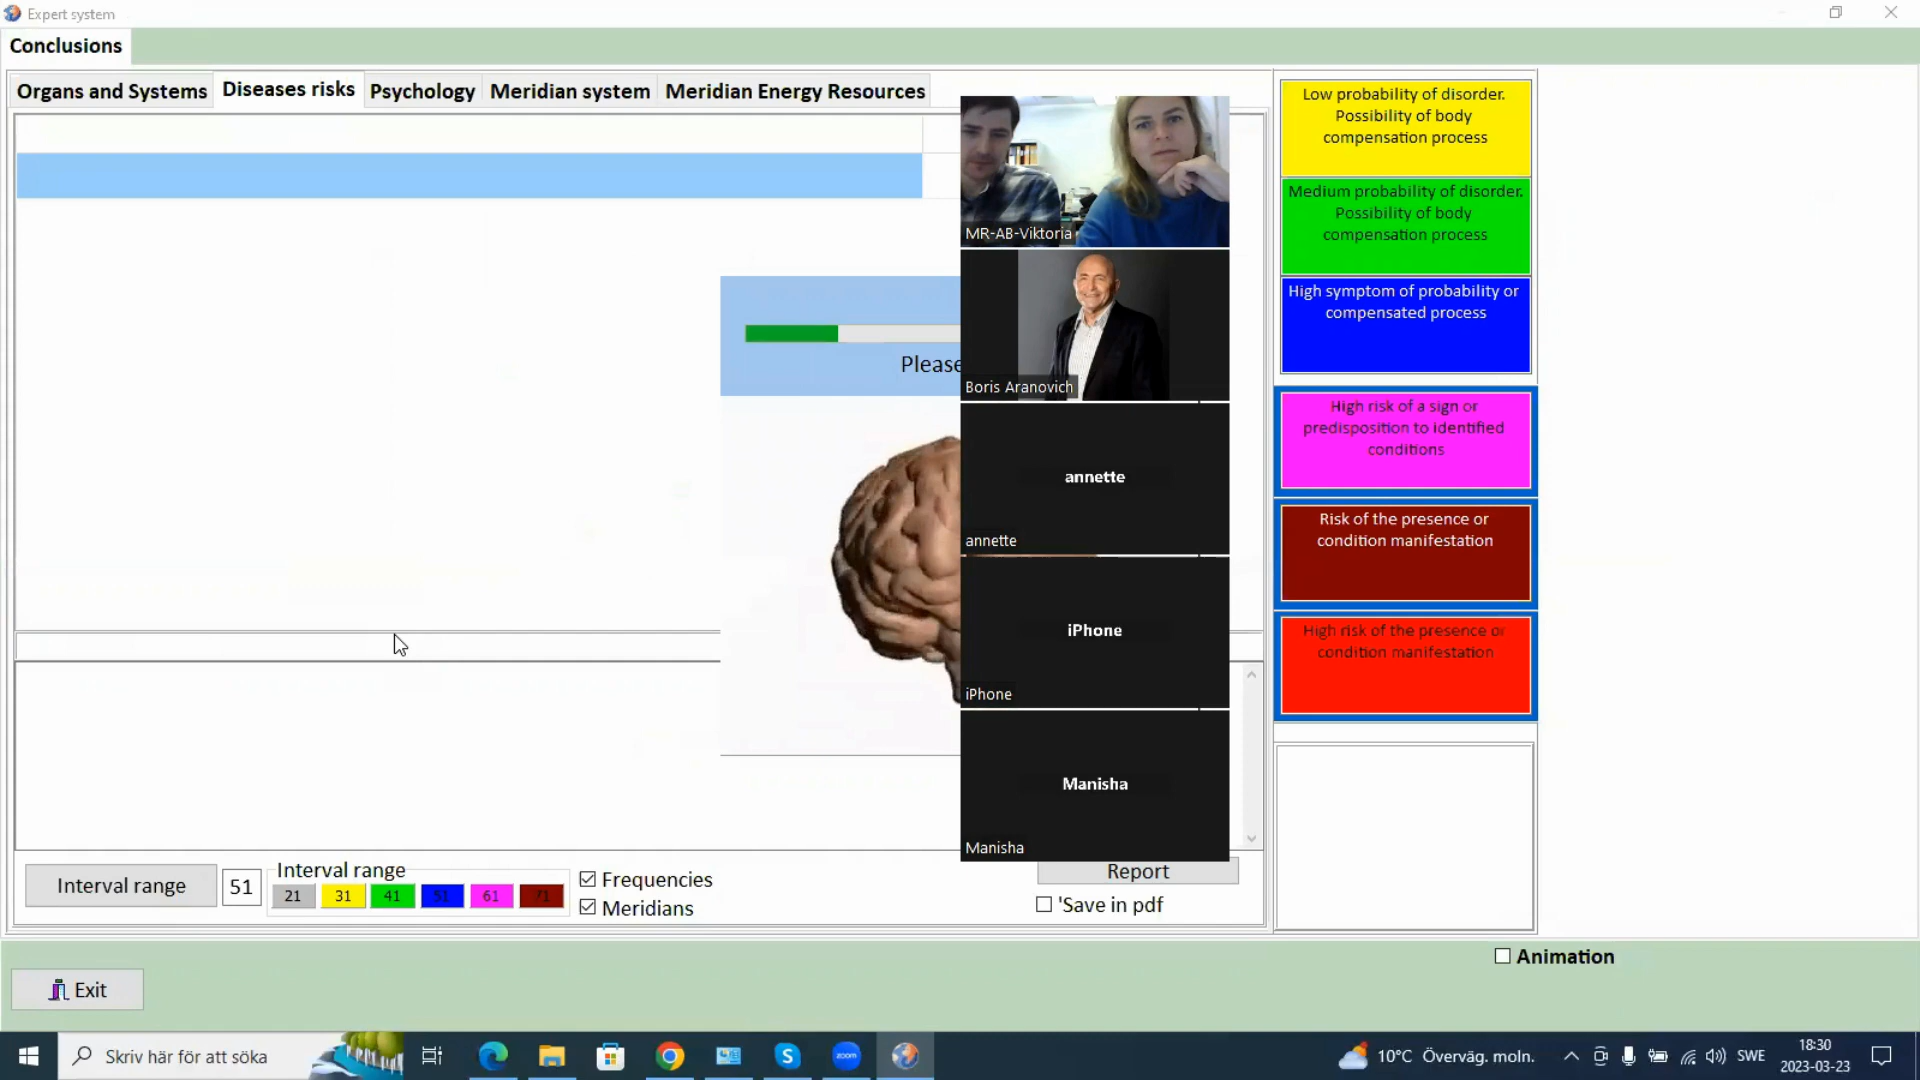 Expert system
Conclusions
Organs and Systems
Diseases risks
Psychology
Meridian system
Meridian Energy Resources
Low probability of disorder.
Possibility of body
compensation process
Medium probability of disorder.
Possibility of body
compensation process
High symptom of probability or
compensated process
High risk of a sign or
predisposition to identified
conditions
Risk of the presence or
condition manifestation
High risk of the presence or
condition manifestation
MR-AB-Viktoria
Boris Aranovich
Please
annette
annette
iPhone
iPhone
Manisha
Manisha
Interval range
51
Interval range
21
31
41
51
61
71
Frequencies
Meridians
Report
'Save in pdf
Animation
Exit
Skriv här för att söka
zoom
10°C Överväg. moln.
SWE
18:30
2023-03-23